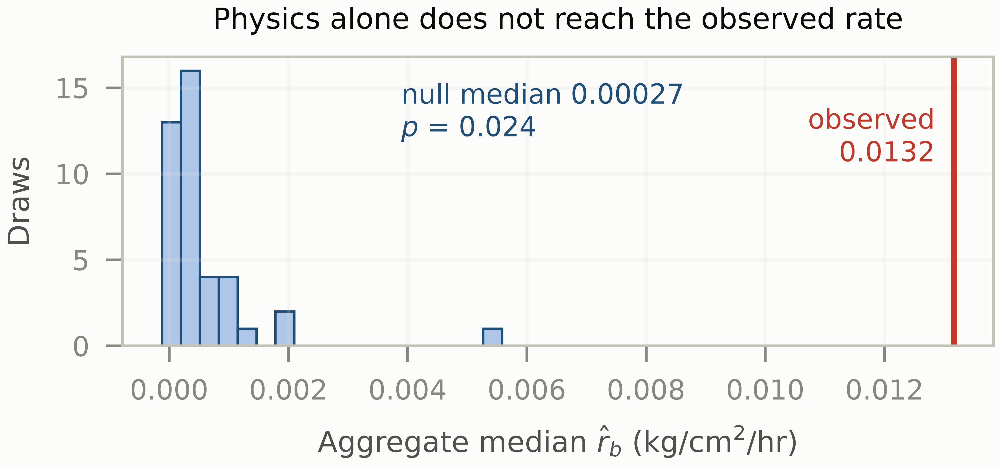 Physics alone does not reach the observed rate
null median 0.00027
p = 0.024
observed
0.0132
Draws
15
10
5
0
0.000 0.002 0.004 0.006 0.008 0.010 0.012
Aggregate median r̂_b (kg/cm²/hr)